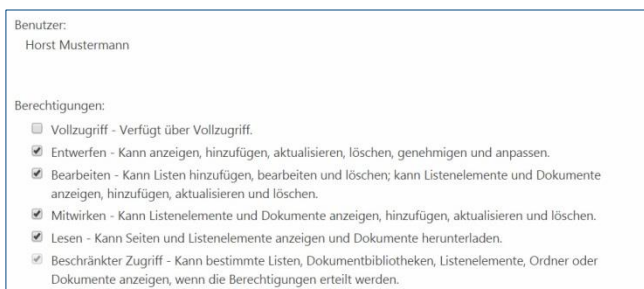 Benutzer:
Horst Mustermann
Berechtigungen:
Vollzugriff - Verfügt über Vollzugriff.
Entwerfen - Kann anzeigen, hinzufügen, aktualisieren, löschen, genehmigen und anpassen.
Bearbeiten - Kann Listen hinzufügen, bearbeiten und löschen; kann Listenelemente und Dokumente
anzeigen, hinzufügen, aktualisieren und löschen.
Mitwirken - Kann Listenelemente und Dokumente anzeigen, hinzufügen, aktualisieren und löschen.
Lesen - Kann Seiten und Listenelemente anzeigen und Dokumente herunterladen.
Beschränkter Zugriff - Kann bestimmte Listen, Dokumentbibliotheken, Listenelemente, Ordner oder
Dokumente anzeigen, wenn die Berechtigungen erteilt werden.